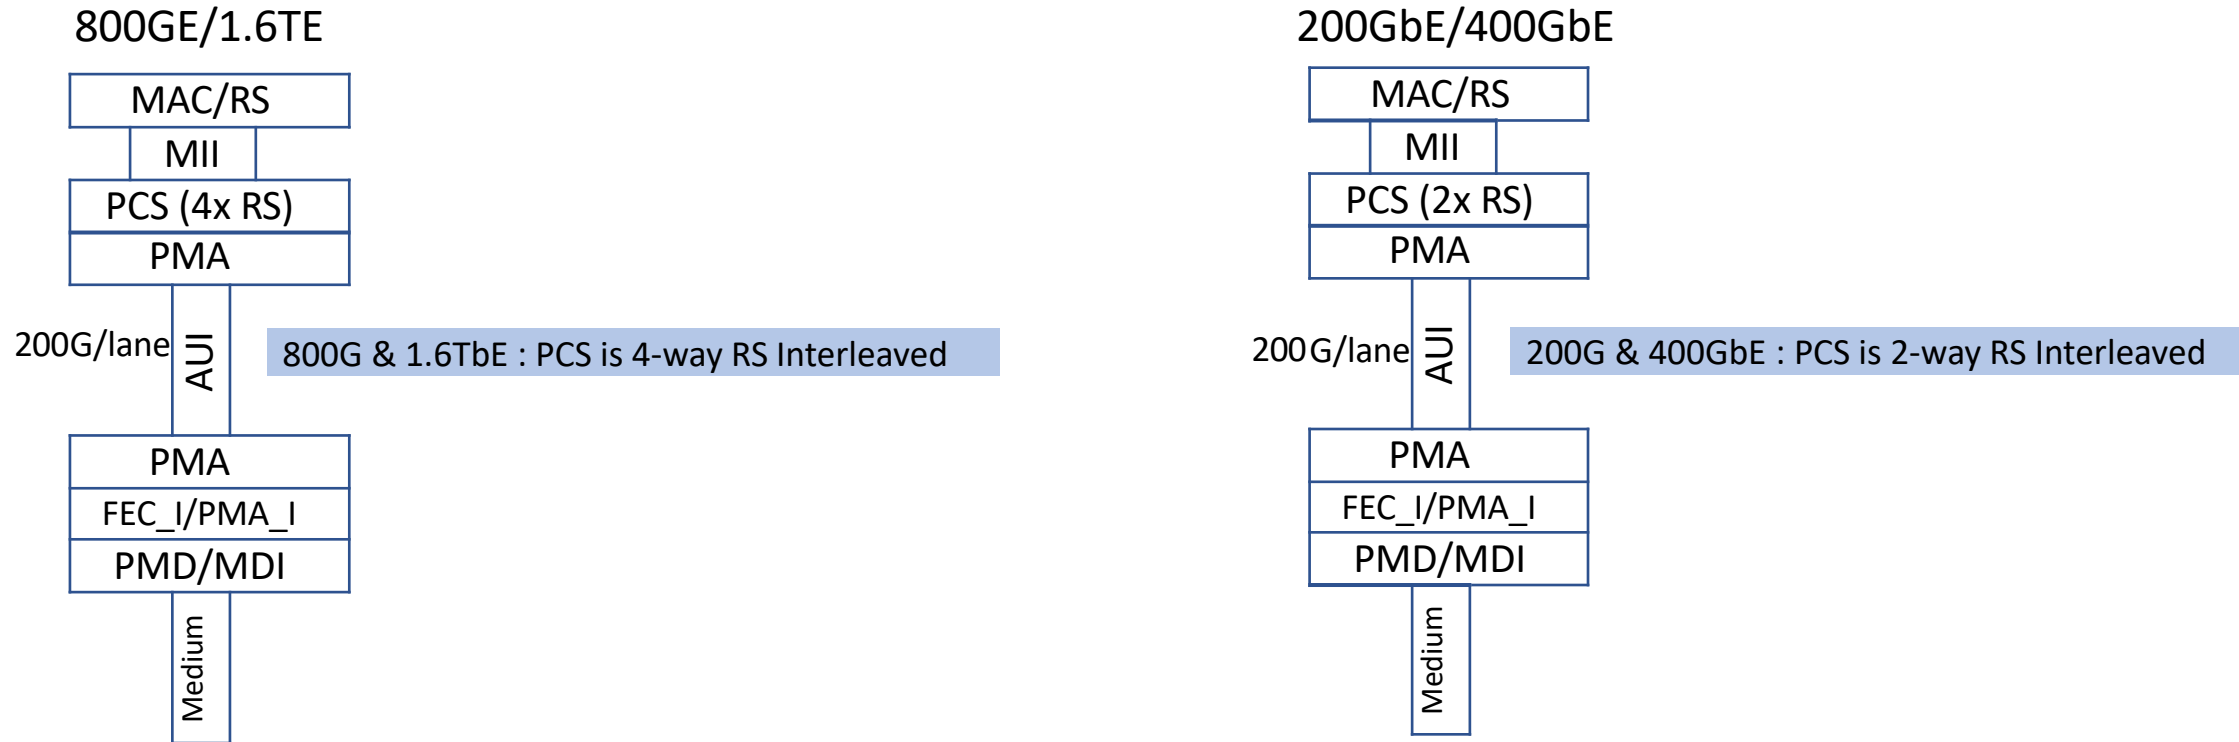 800GE/1.6TE
MAC/RS
MII
PCS (4x RS)
PMA
200G/lane
AUI
800G & 1.6TbE : PCS is 4-way RS Interleaved
PMA
FEC_I/PMA_I
PMD/MDI
Medium
200GbE/400GbE
MAC/RS
MII
PCS (2x RS)
PMA
200G/lane
AUI
200G & 400GbE : PCS is 2-way RS Interleaved
PMA
FEC_I/PMA_I
PMD/MDI
Medium